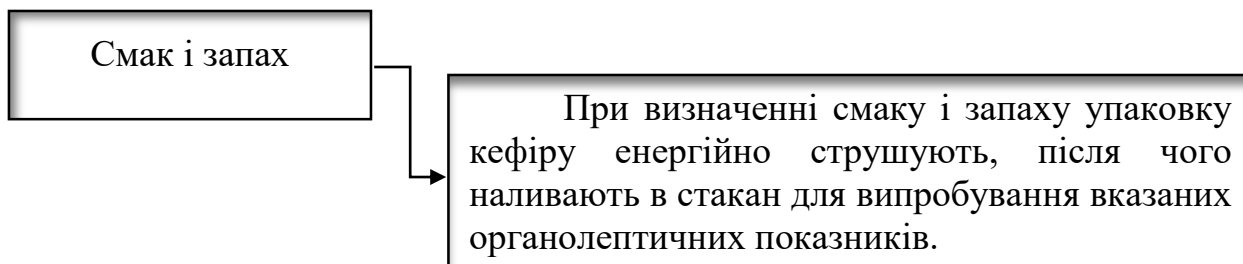 Смак і запах
При визначенні смаку і запаху упаковку
кефіру енергійно струшують, після чого
наливають в стакан для випробування вказаних
органолептичних показників.